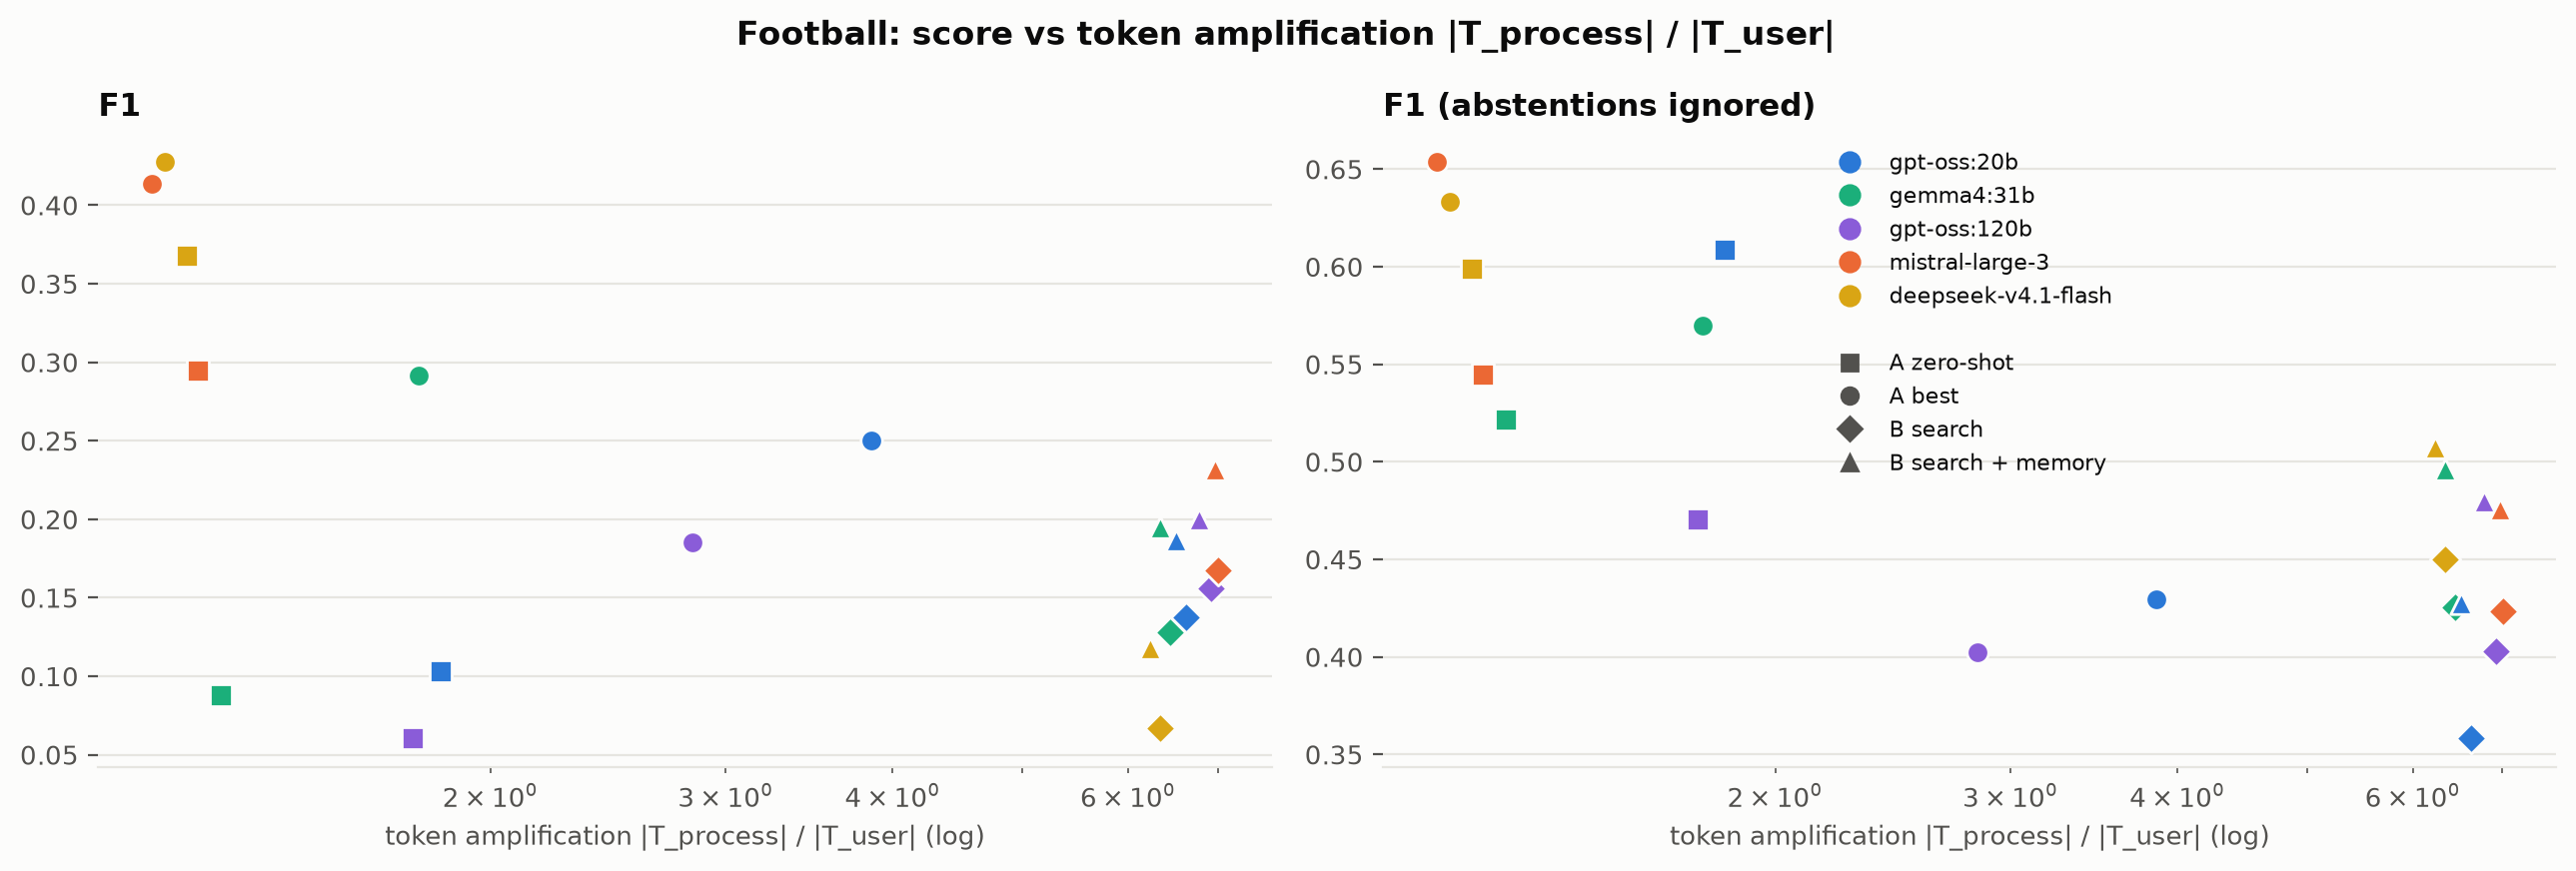 Football: score vs token amplification |T_process| / |T_user|
F1
0.40
0.35
0.30
0.25
0.20
0.15
0.10
0.05
2 × 10⁰
3 × 10⁰
4 × 10⁰
6 × 10⁰
token amplification |T_process| / |T_user| (log)
F1 (abstentions ignored)
0.65
0.60
0.55
0.50
0.45
0.40
0.35
gpt-oss:20b
gemma4:31b
gpt-oss:120b
mistral-large-3
deepseek-v4.1-flash
A zero-shot
A best
B search
B search + memory
2 × 10⁰
3 × 10⁰
4 × 10⁰
6 × 10⁰
token amplification |T_process| / |T_user| (log)